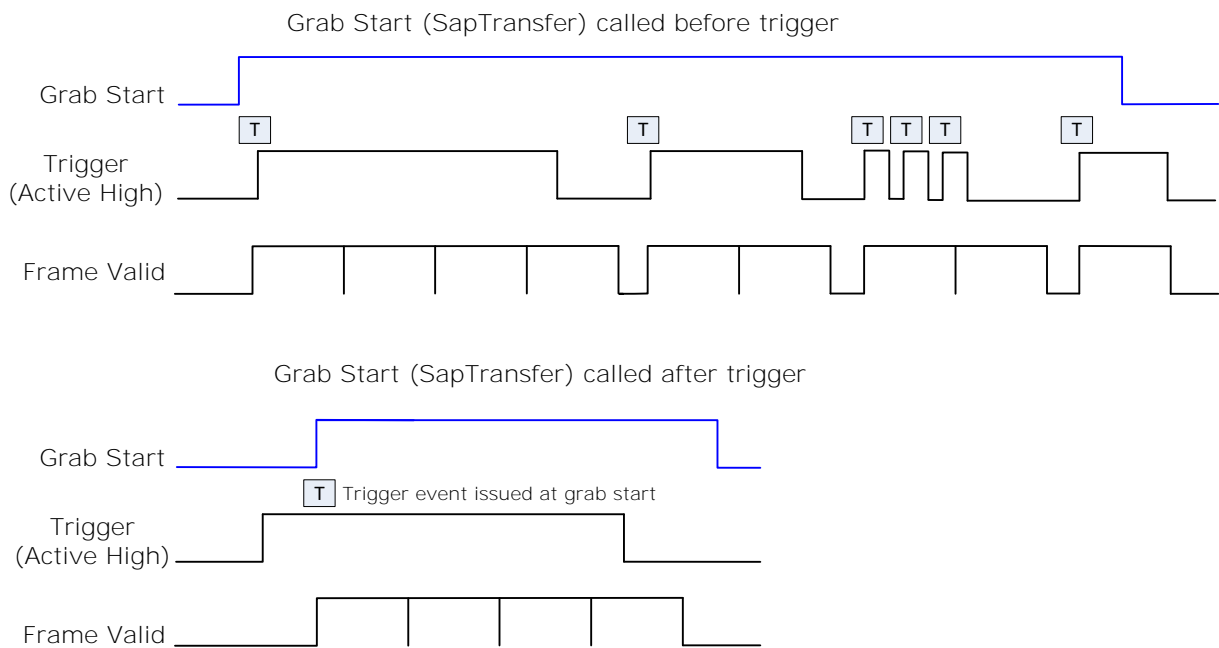 Grab Start (SapTransfer) called before trigger
Grab Start
T T T T T T
Trigger
(Active High)
Frame Valid
Grab Start (SapTransfer) called after trigger
Grab Start
T Trigger event issued at grab start
Trigger
(Active High)
Frame Valid